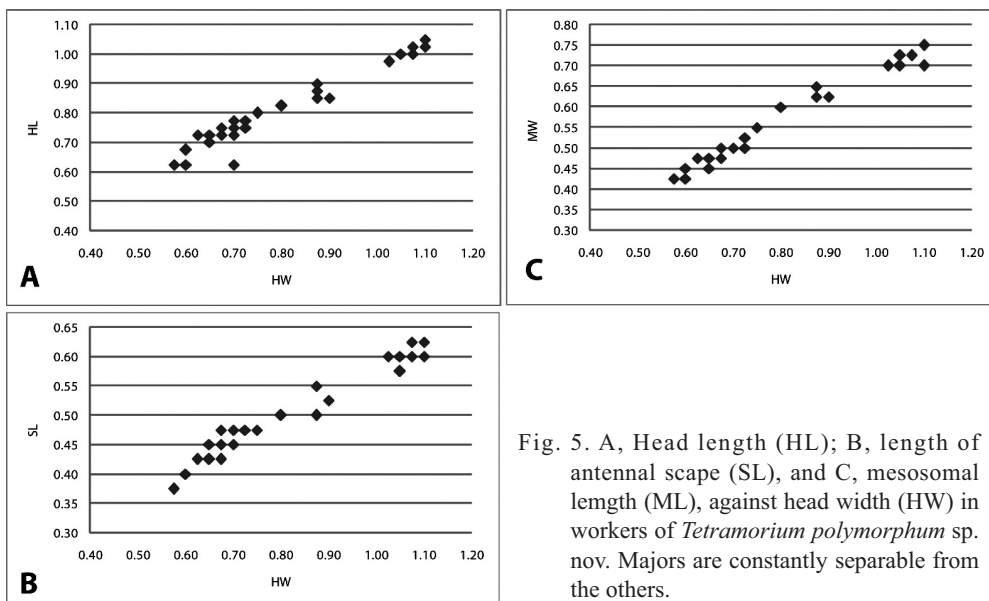 1.10
1.00
0.90
0.80
HL
0.70
0.60
0.50
0.40
0.40 0.50 0.60 0.70 0.80 0.90 1.00 1.10 1.20
A HW
0.80
0.75
0.70
0.65
0.60
MW
0.55
0.50
0.45
0.40
0.35
0.30
0.40 0.50 0.60 0.70 0.80 0.90 1.00 1.10 1.20
C HW
0.65
0.60
0.55
0.50
SL
0.45
0.40
0.35
0.30
0.40 0.50 0.60 0.70 0.80 0.90 1.00 1.10 1.20
B HW
Fig. 5. A, Head length (HL); B, length of
antennal scape (SL), and C, mesosomal
lemgth (ML), against head width (HW) in
workers of Tetramorium polymorphum sp.
nov. Majors are constantly separable from
the others.